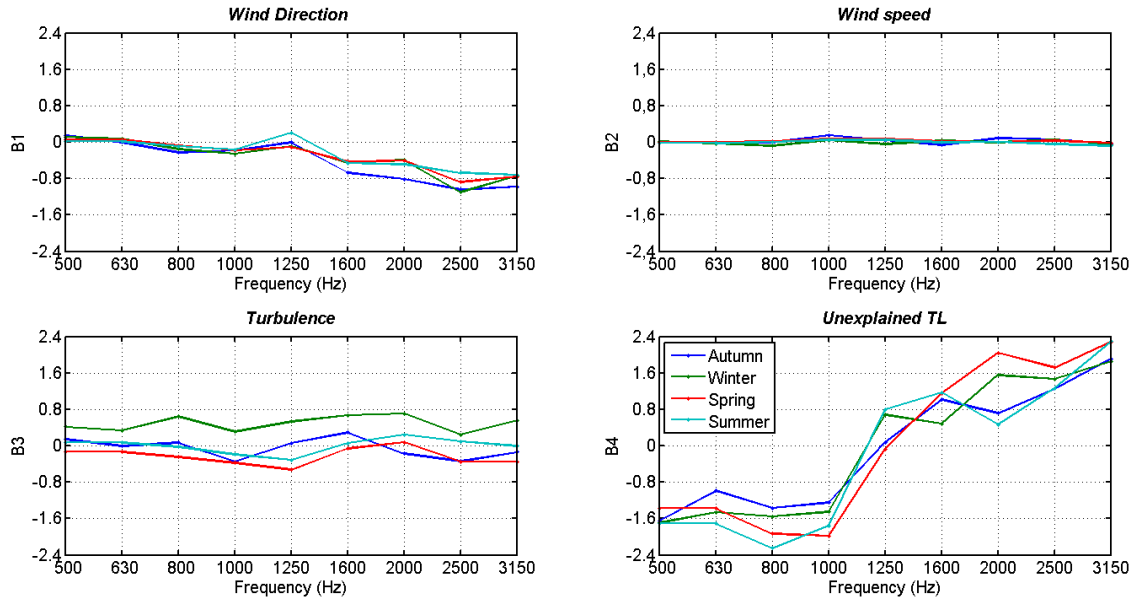 Wind Direction
B1
2.4
1.6
0.8
0
-0.8
-1.6
-2.4
500 630 800 1000 1250 1600 2000 2500 3150
Frequency (Hz)
Wind speed
B2
2.4
1.6
0.8
0
-0.8
-1,6
-2.4
500 630 800 1000 1250 1600 2000 2500 3150
Frequency (Hz)
Turbulence
B3
2.4
1.6
0.8
0
-0.8
-1.6
-2.4
500 630 800 1000 1250 1600 2000 2500 3150
Frequency (Hz)
Unexplained TL
B4
2.4
1.6
0.8
0
-0.8
-1.6
-2.4
Autumn
Winter
Spring
Summer
500 630 800 1000 1250 1600 2000 2500 3150
Frequency (Hz)